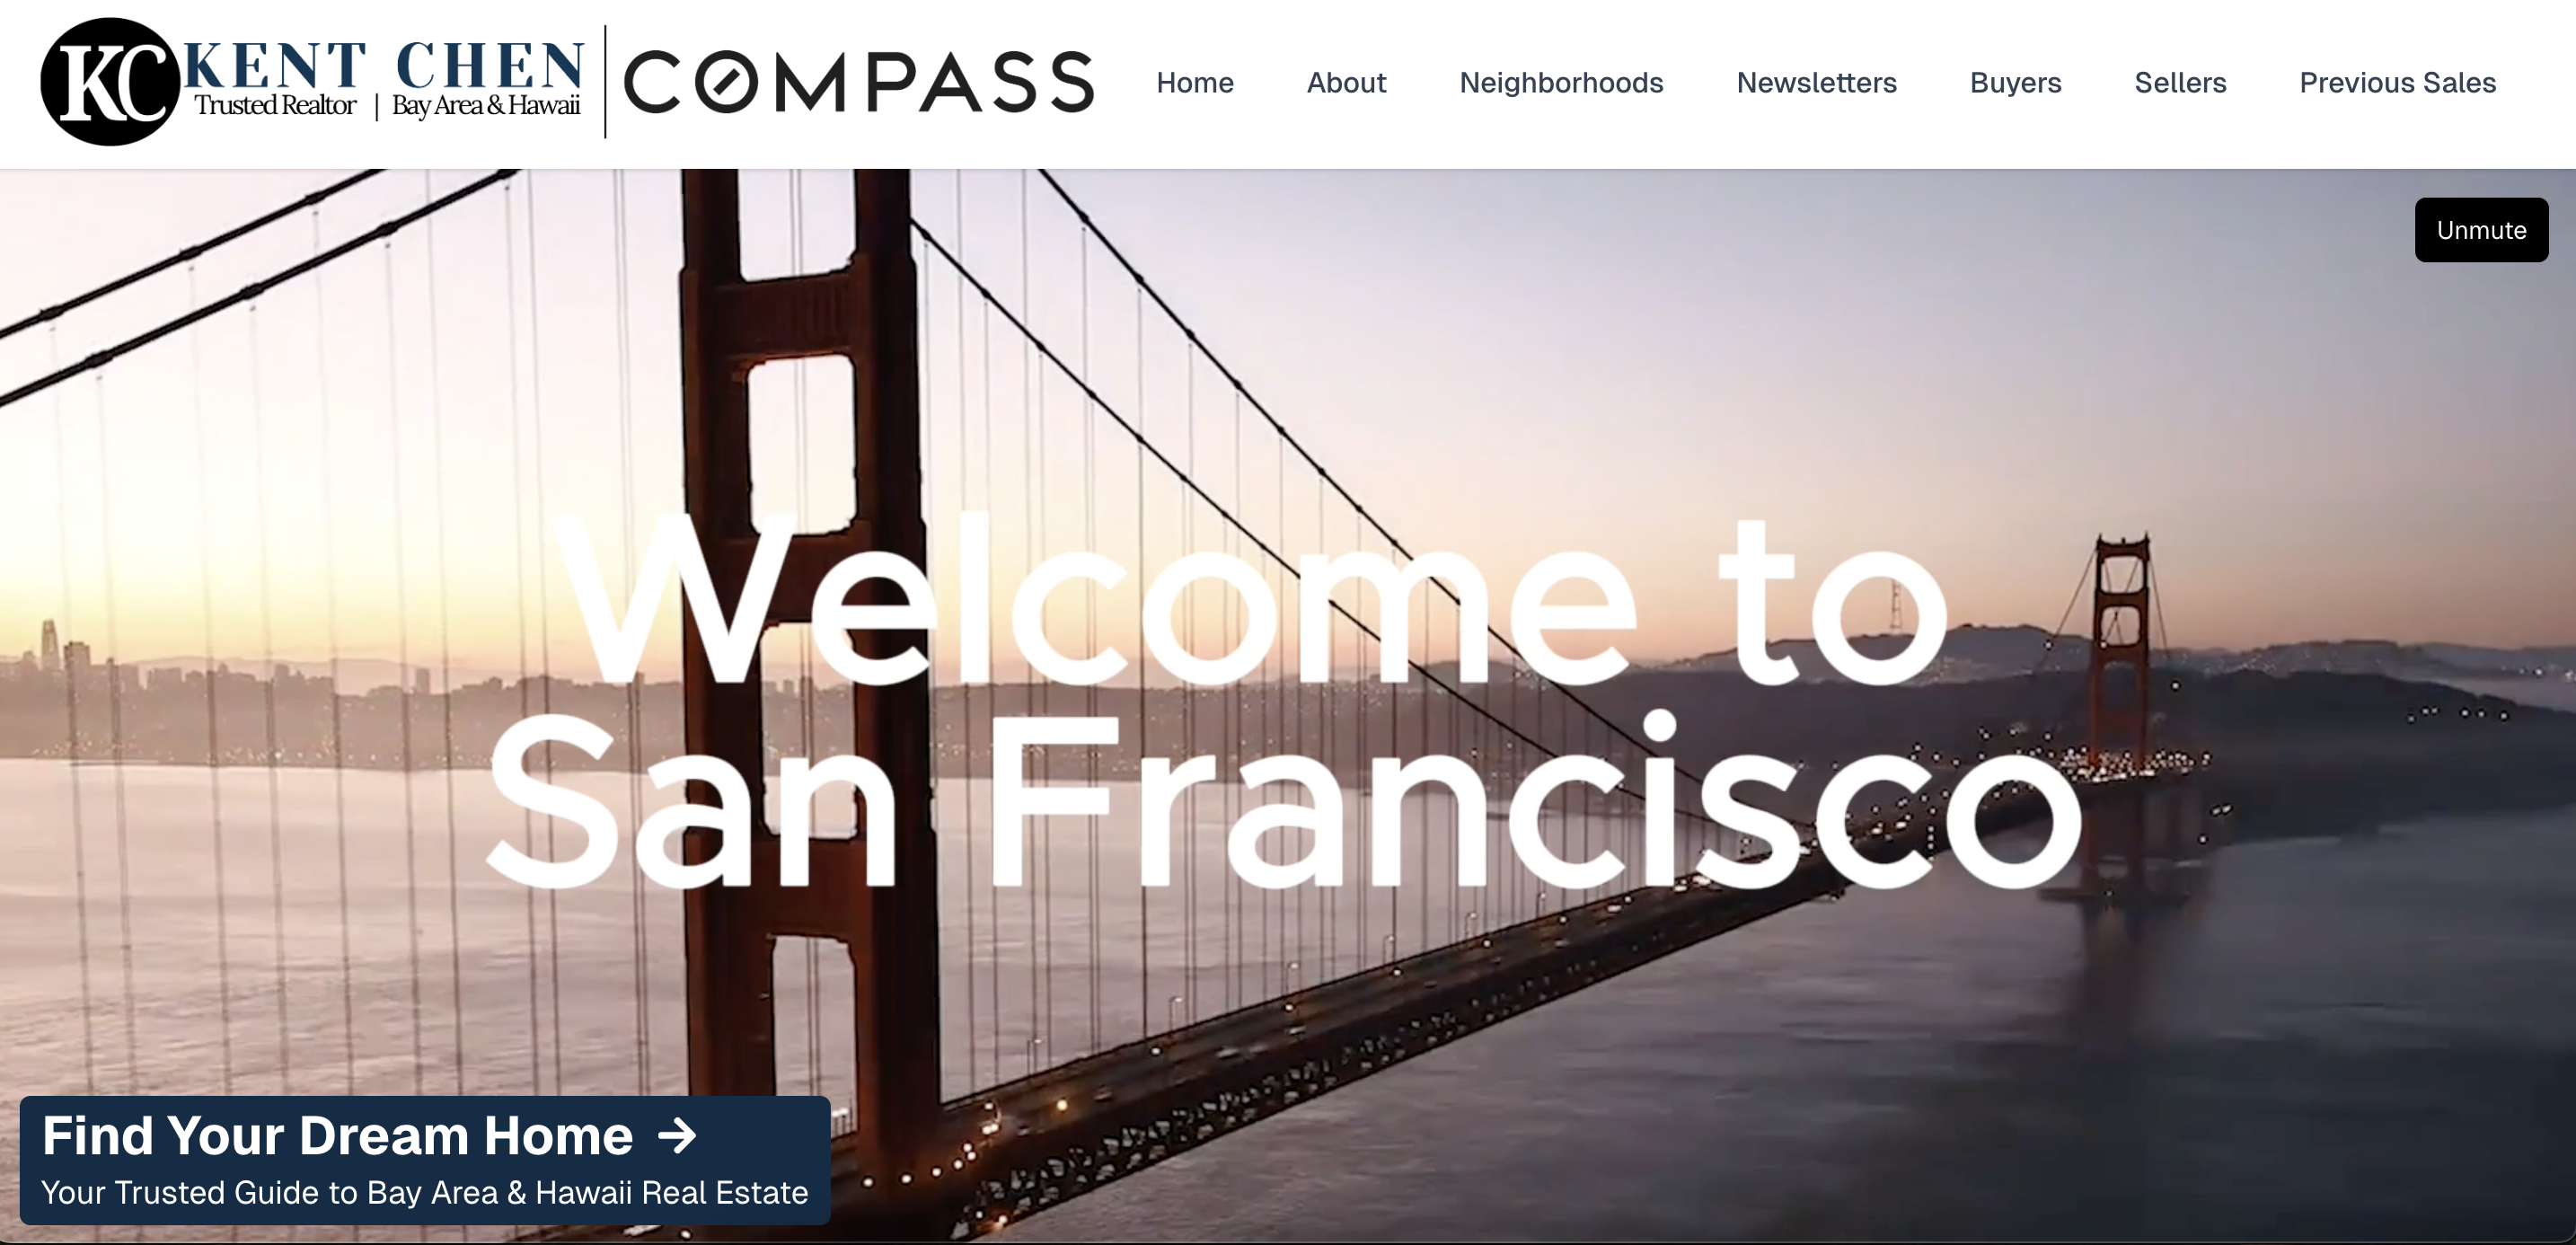 KC
KENT CHEN
Trusted Realtor | Bay Area & Hawaii
COMPASS
Home
About
Neighborhoods
Newsletters
Buyers
Sellers
Previous Sales
Unmute
Welcome to
San Francisco
Find Your Dream Home →
Your Trusted Guide to Bay Area & Hawaii Real Estate